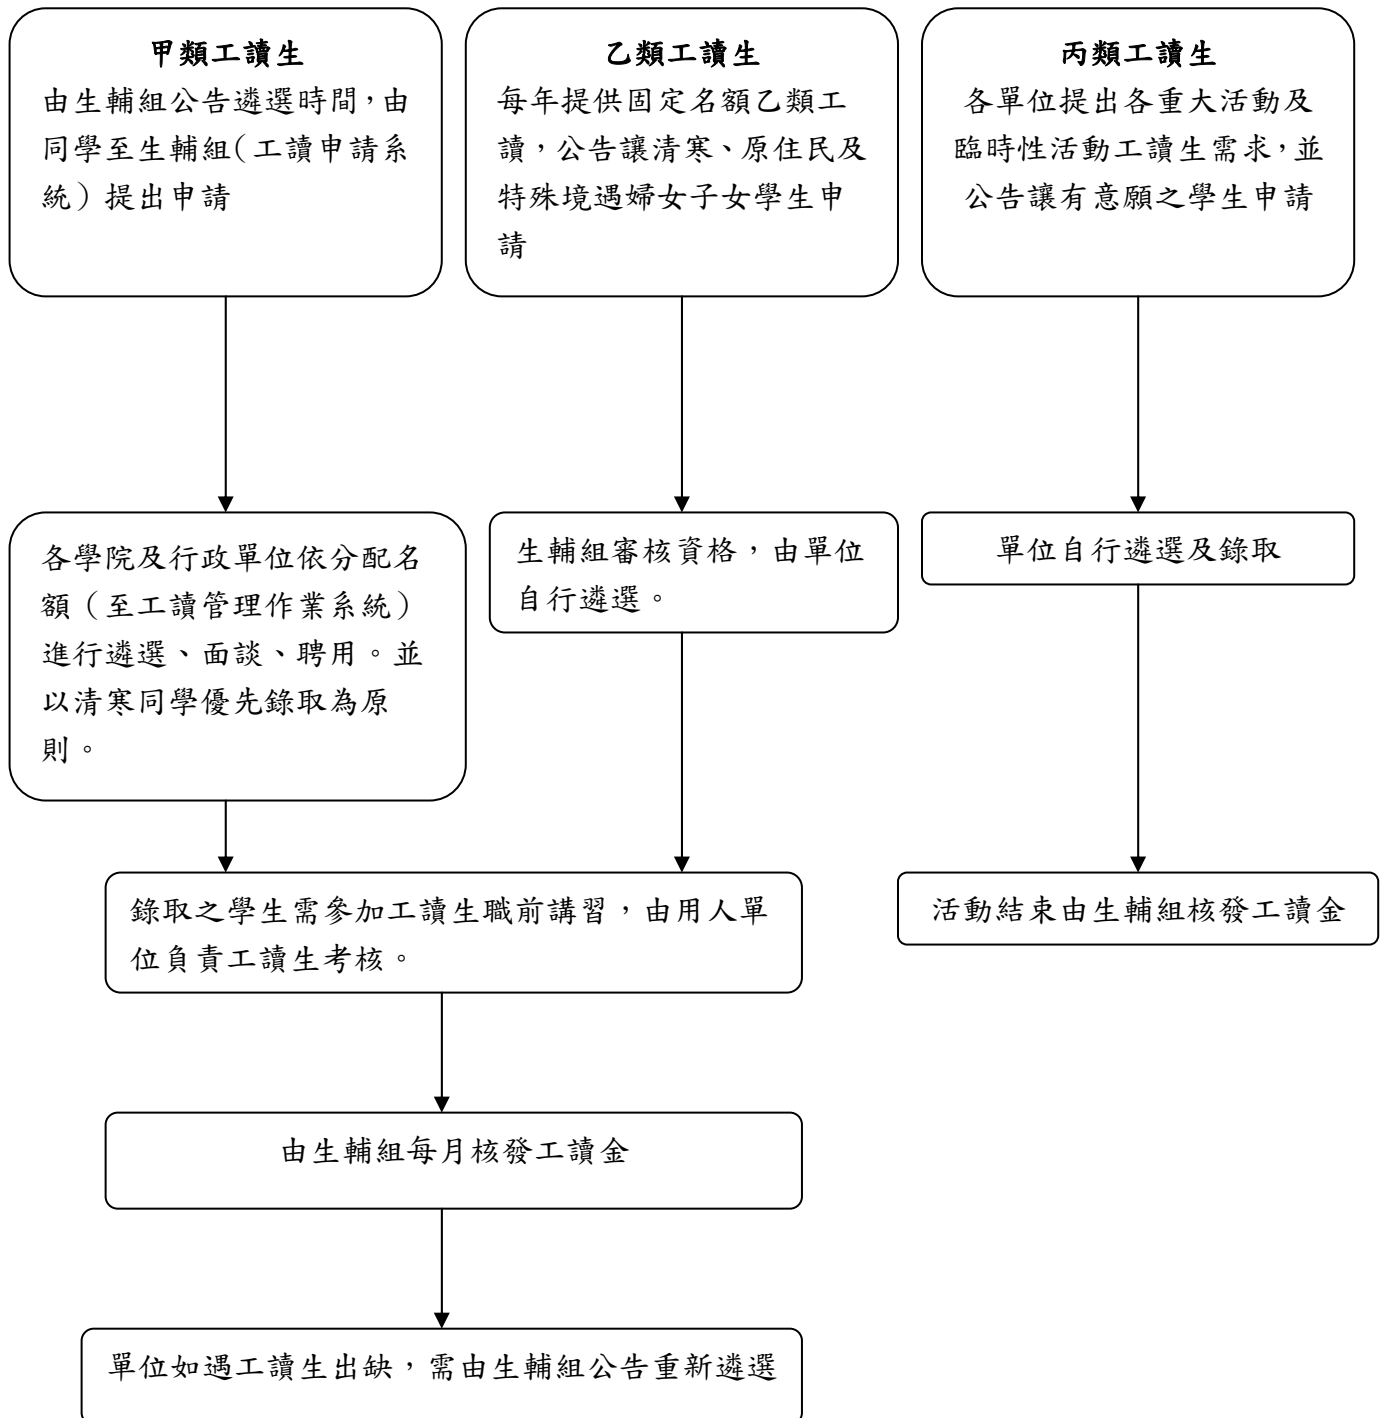 甲類工讀生
由生輔組公告遴選時間，由
同學至生輔組（工讀申請系
統）提出申請
乙類工讀生
每年提供固定名額乙類工
讀，公告讓清寒、原住民及
特殊境遇婦女子女學生申
請
丙類工讀生
各單位提出各重大活動及
臨時性活動工讀生需求，並
公告讓有意願之學生申請
各學院及行政單位依分配名
額（至工讀管理作業系統）
進行遴選、面談、聘用。並
以清寒同學優先錄取為原
則。
生輔組審核資格，由單位
自行遴選。
單位自行遴選及錄取
錄取之學生需參加工讀生職前講習，由用人單
位負責工讀生考核。
活動結束由生輔組核發工讀金
由生輔組每月核發工讀金
單位如遇工讀生出缺，需由生輔組公告重新遴選